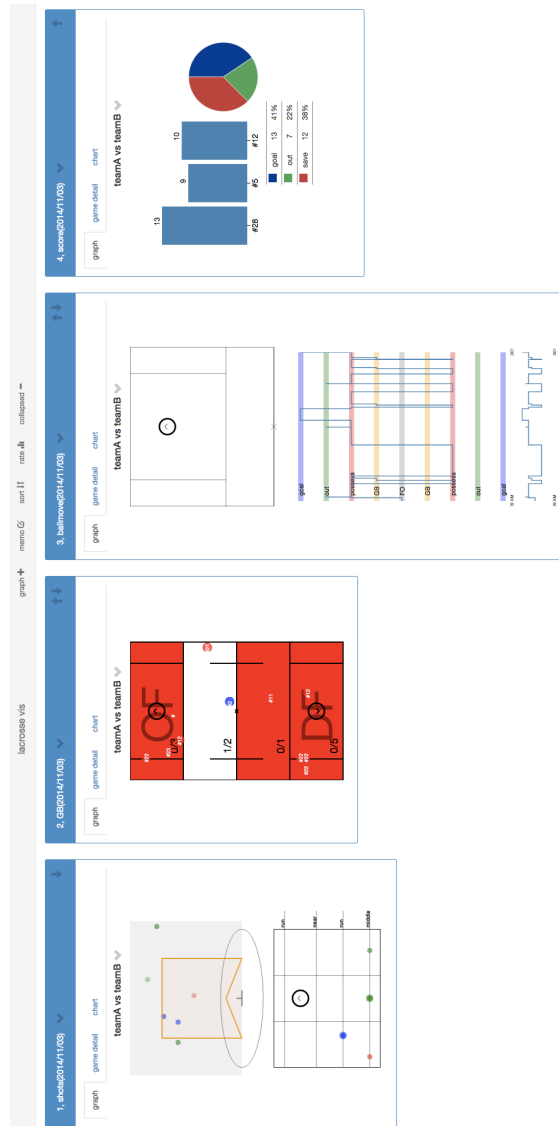 lacrosse vis
graph
memo
sort
rate
collapsed
1, shots(2014/11/03)
graph game detail chart
teamA vs teamB
run
near...
run
middle
2, GB(2014/11/03)
graph game detail chart
teamA vs teamB
OF
#22
#23
#12
#
0/3
1/2
#11
0/1
DF
#12
#22
#22
#20
0/5
3, ballmove(2014/11/03)
graph game detail chart
teamA vs teamB
goal
out
possess
GB
FO
GB
possess
out
goal
4, score(2014/11/03)
graph game detail chart
teamA vs teamB
13
9
10
#28
#5
#12
goal 13 41%
out 7 22%
save 12 38%